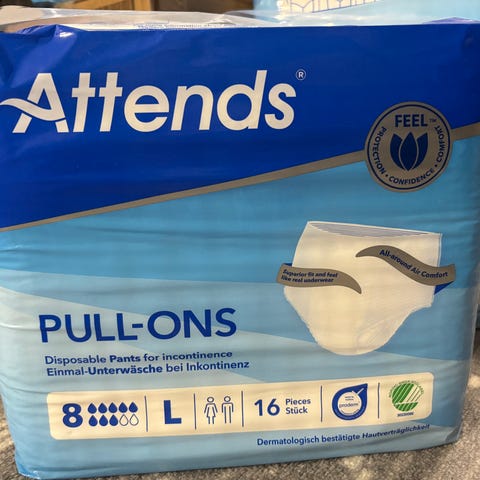 Attends®
FEEL™
PROTECTION • CONFIDENCE • COMFORT
All-around Air Comfort
Superior fit and feel
like real underwear
PULL-ONS
Disposable Pants for incontinence
Einmal-Unterwäsche bei Inkontinenz
8 L 16 Pieces
Stück
proderm
Dermatologisch bestätigte Hautverträglichkeit